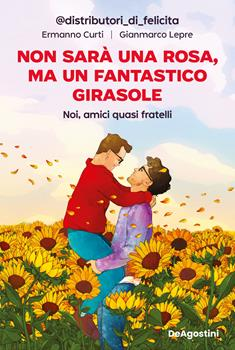 @distributori_di_felicita
Ermanno Curti | Gianmarco Lepre
NON SARÀ UNA ROSA,
MA UN FANTASTICO
GIRASOLE
Noi, amici quasi fratelli
DeAGOSTINI